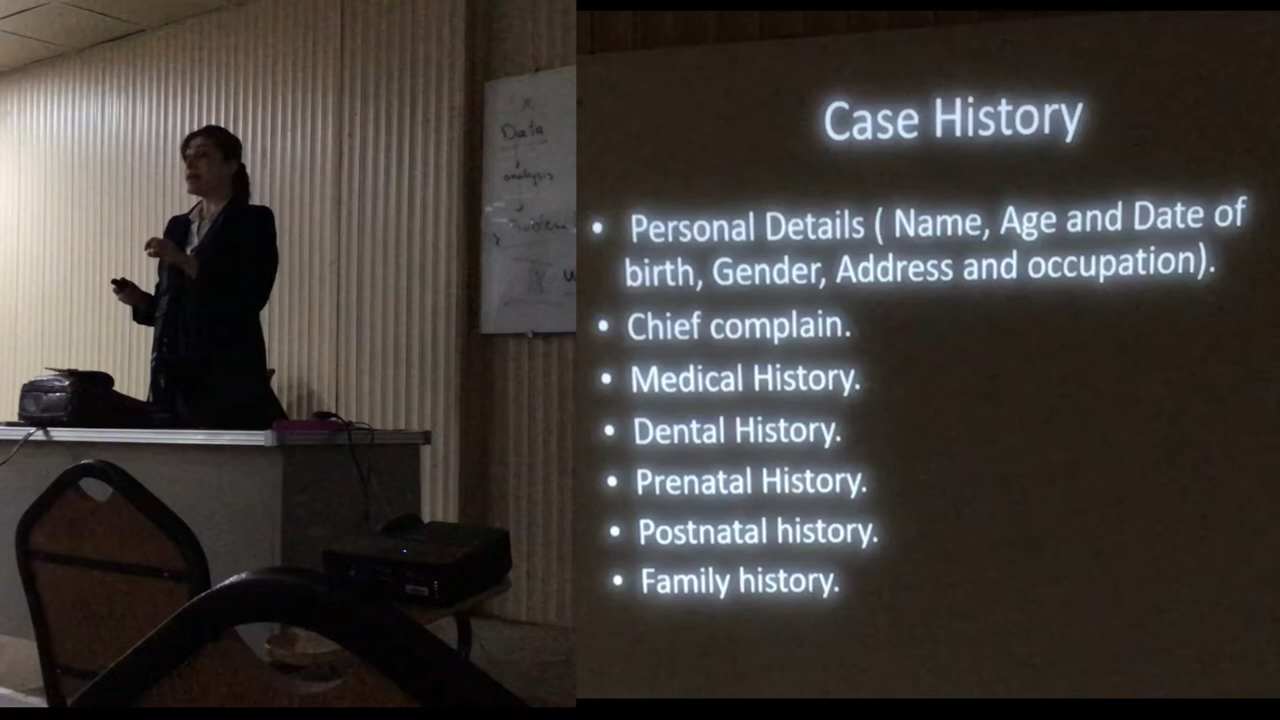 Data
analysis
Case History
• Personal Details ( Name, Age and Date of
birth, Gender, Address and occupation).
• Chief complain.
• Medical History.
• Dental History.
• Prenatal History.
• Postnatal history.
• Family history.